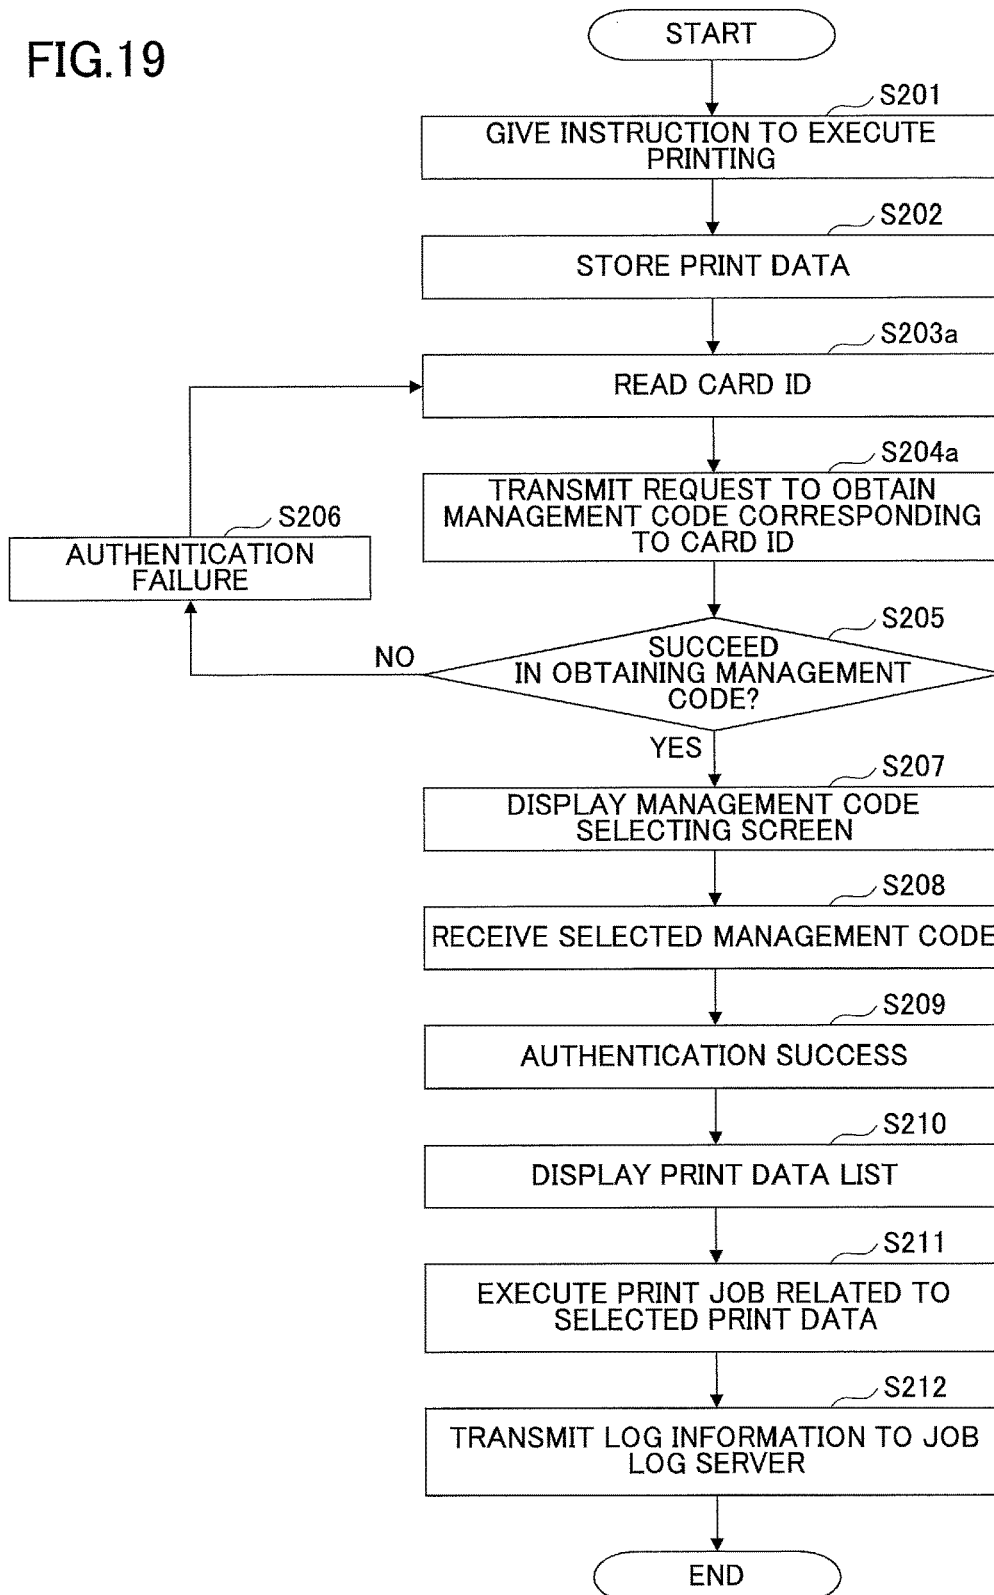 FIG.19
START
S201
GIVE INSTRUCTION TO EXECUTE
PRINTING
S202
STORE PRINT DATA
S203a
READ CARD ID
S204a
TRANSMIT REQUEST TO OBTAIN
MANAGEMENT CODE CORRESPONDING
TO CARD ID
S206
AUTHENTICATION
FAILURE
S205
SUCCEED
IN OBTAINING MANAGEMENT
CODE?
NO
YES
S207
DISPLAY MANAGEMENT CODE
SELECTING SCREEN
S208
RECEIVE SELECTED MANAGEMENT CODE
S209
AUTHENTICATION SUCCESS
S210
DISPLAY PRINT DATA LIST
S211
EXECUTE PRINT JOB RELATED TO
SELECTED PRINT DATA
S212
TRANSMIT LOG INFORMATION TO JOB
LOG SERVER
END